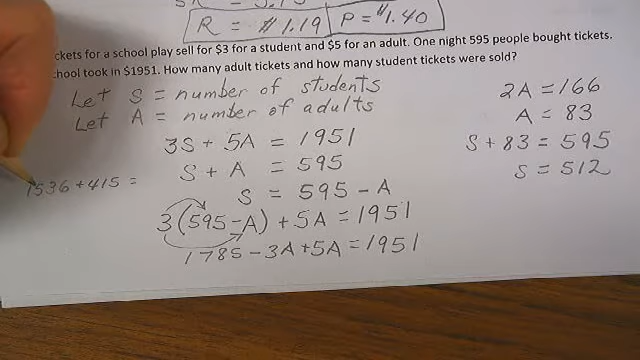 R = $1.19 P = $1.40
ckets for a school play sell for $3 for a student and $5 for an adult. One night 595 people bought tickets.
hool took in $1951. How many adult tickets and how many student tickets were sold?
Let S = number of students
Let A = number of adults
3S + 5A = 1951
S + A = 595
S = 595 - A
3(595 - A) + 5A = 1951
1785 - 3A + 5A = 1951
2A = 166
A = 83
S + 83 = 595
S = 512
1536 + 415 =